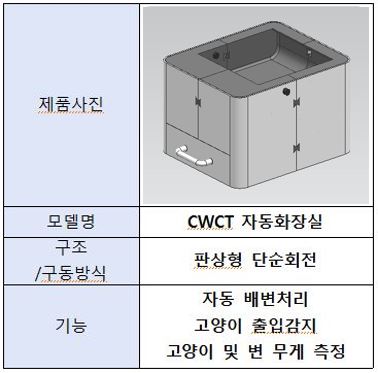 제품사진
모델명
CWCT 자동화장실
구조
/구동방식
판상형 단순회전
기능
자동 배변처리
고양이 출입감지
고양이 및 변 무게 측정